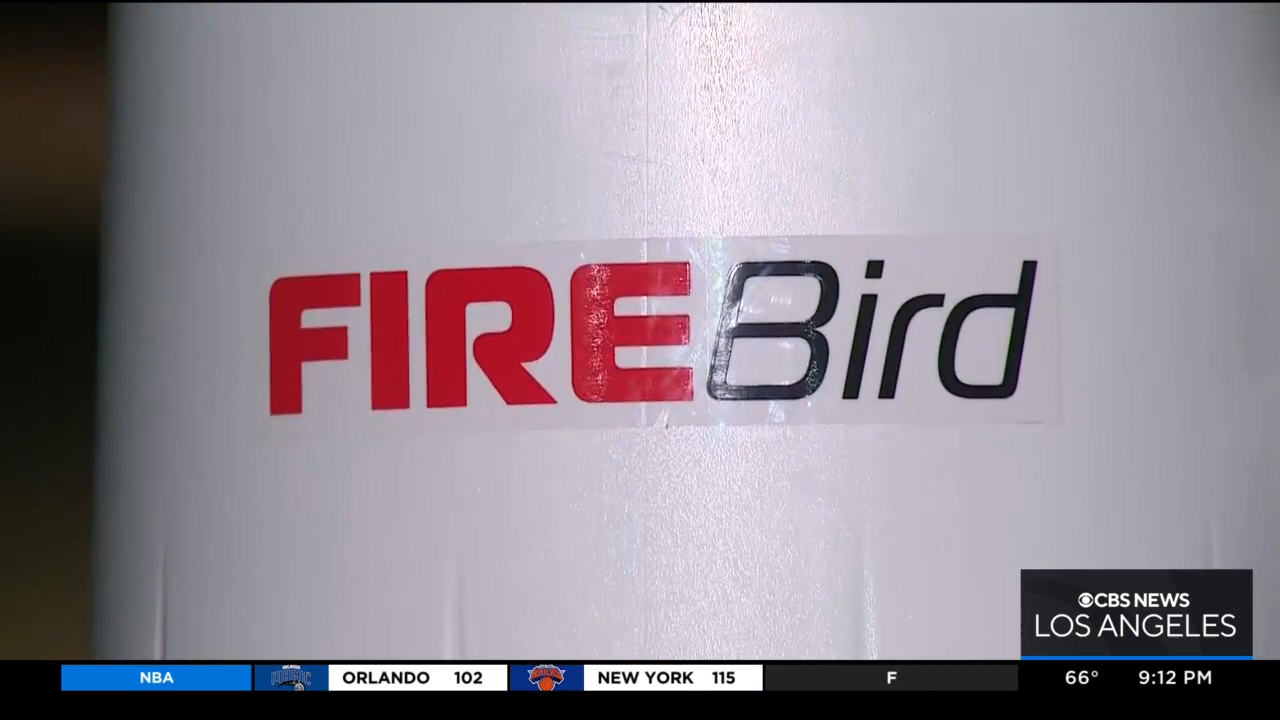 FIREBird
CBS NEWS
LOS ANGELES
NBA ORLANDO 102 NEW YORK 115 F 66° 9:12 PM